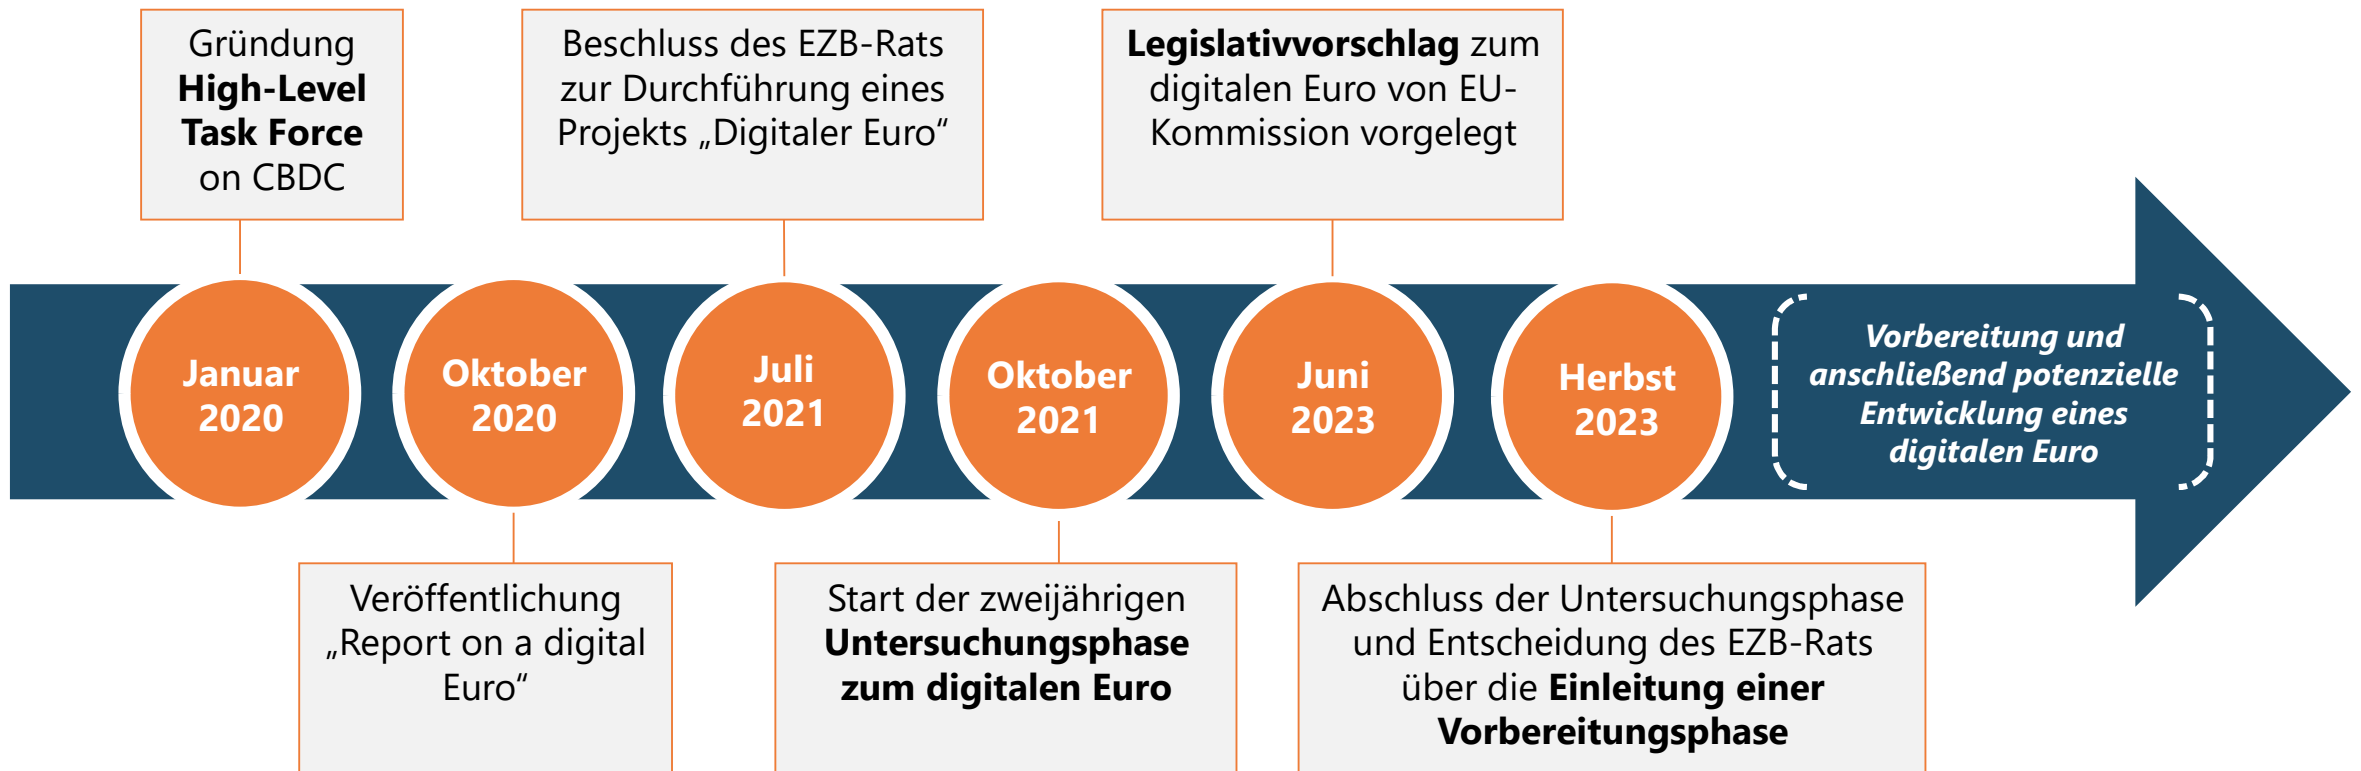 Gründung
High-Level
Task Force
on CBDC
Beschluss des EZB-Rats
zur Durchführung eines
Projekts „Digitaler Euro“
Legislativvorschlag zum
digitalen Euro von EU-
Kommission vorgelegt
Januar
2020
Oktober
2020
Juli
2021
Oktober
2021
Juni
2023
Herbst
2023
Vorbereitung und
anschließend potenzielle
Entwicklung eines
digitalen Euro
Veröffentlichung
„Report on a digital
Euro“
Start der zweijährigen
Untersuchungsphase
zum digitalen Euro
Abschluss der Untersuchungsphase
und Entscheidung des EZB-Rats
über die Einleitung einer
Vorbereitungsphase